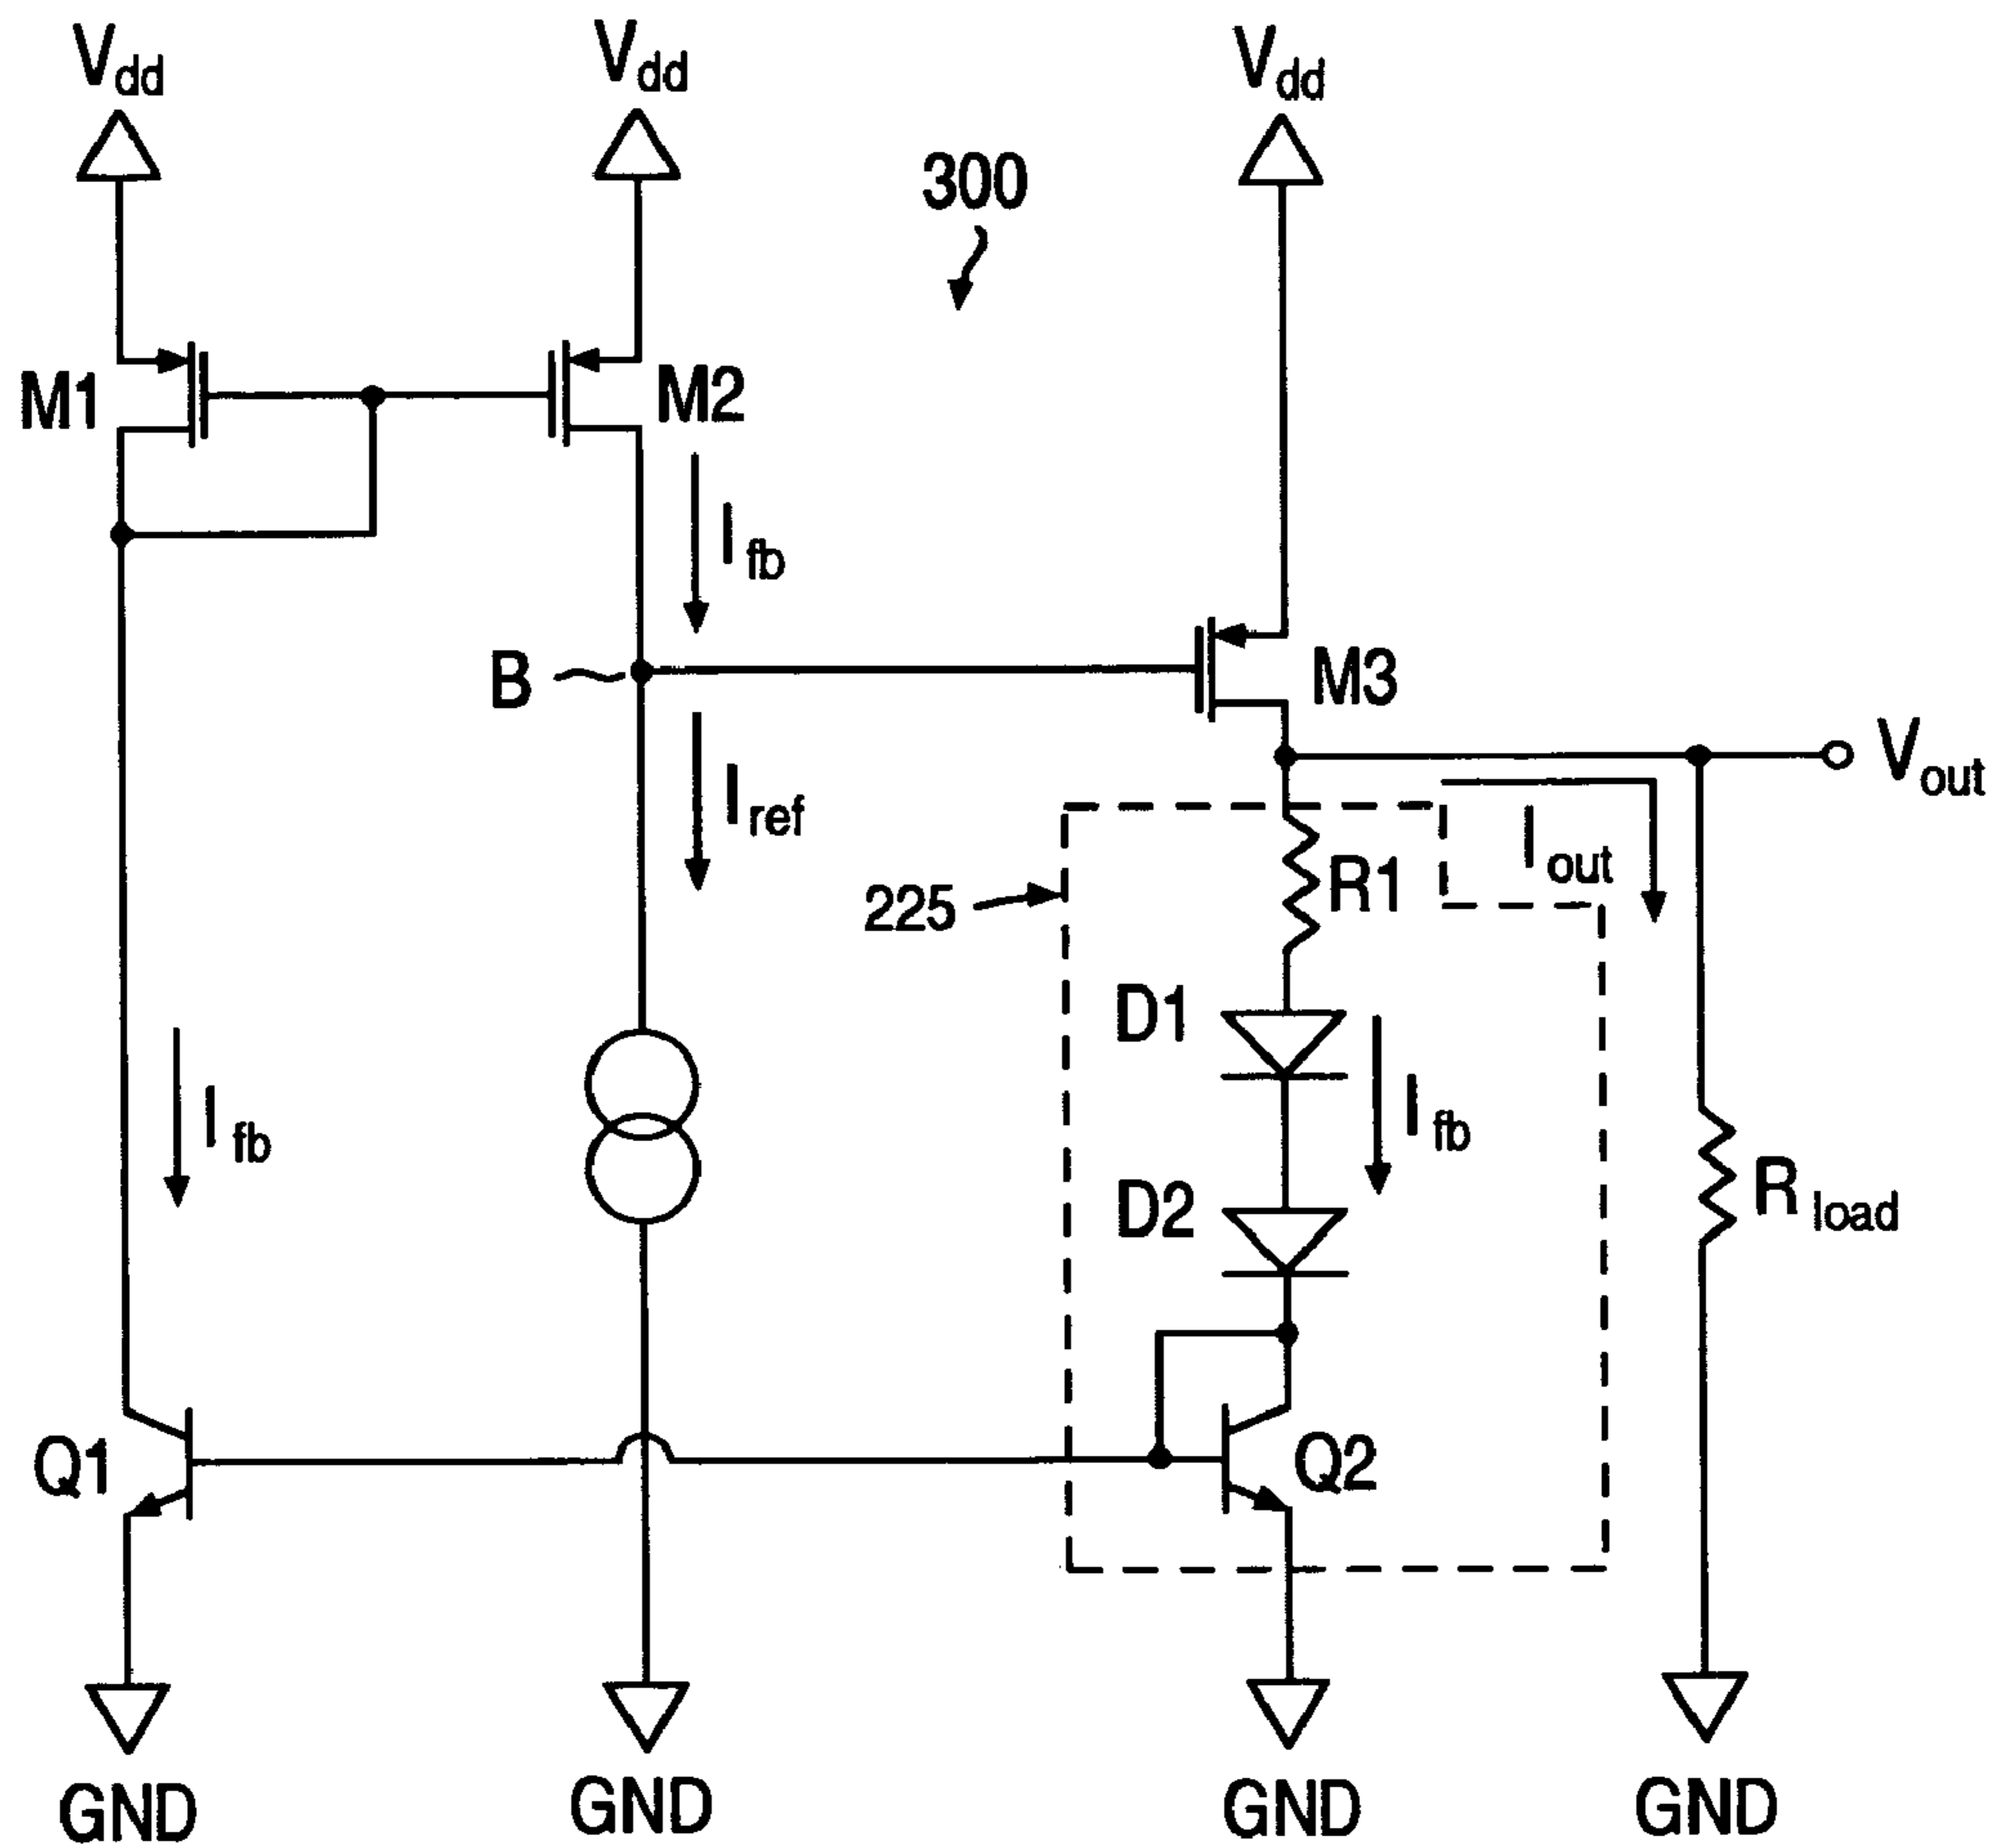 Vdd
Vdd
Vdd
300
M1
M2
Ifb
B
M3
Vout
Iref
Iout
225
R1
D1
Ifb
Ifb
D2
Rload
Q1
Q2
GND
GND
GND
GND